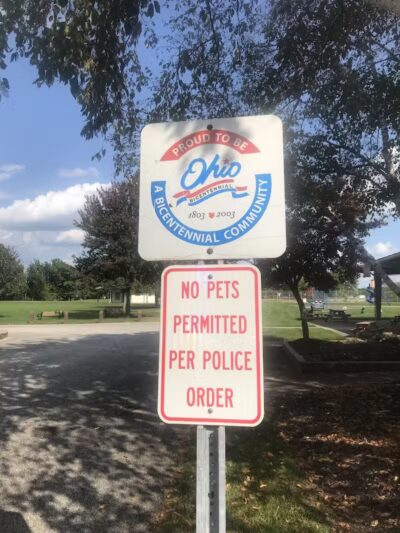 PROUD TO BE
Ohio
BICENTENNIAL
1803 2003
A BICENTENNIAL COMMUNITY
NO PETS
PERMITTED
PER POLICE
ORDER